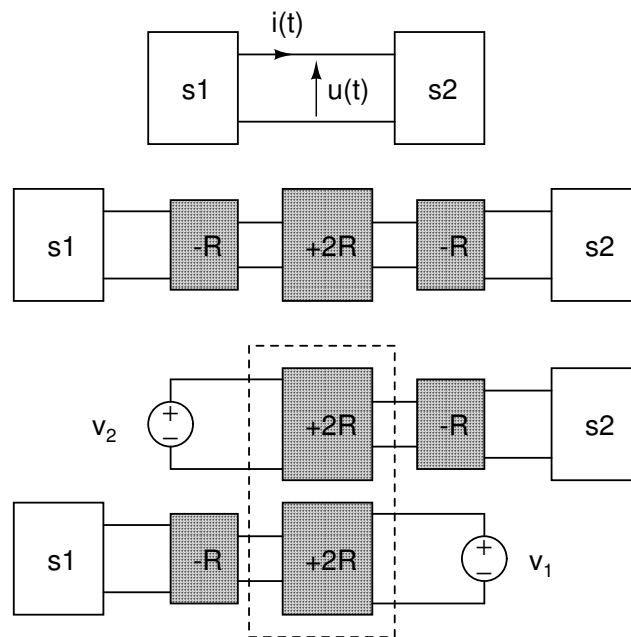 i(t)
s1 u(t) s2
s1 -R +2R -R s2
v2 + − +2R -R s2
s1 -R +2R + − v1